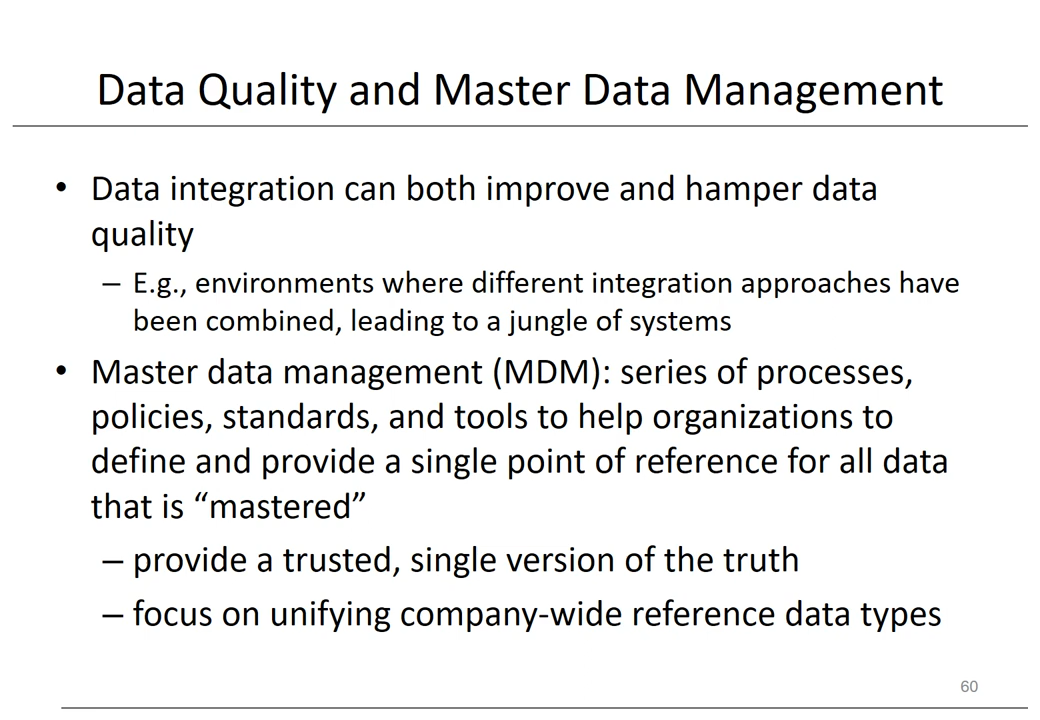 Data Quality and Master Data Management
• Data integration can both improve and hamper data
quality
– E.g., environments where different integration approaches have
been combined, leading to a jungle of systems
• Master data management (MDM): series of processes,
policies, standards, and tools to help organizations to
define and provide a single point of reference for all data
that is “mastered”
– provide a trusted, single version of the truth
– focus on unifying company-wide reference data types
60